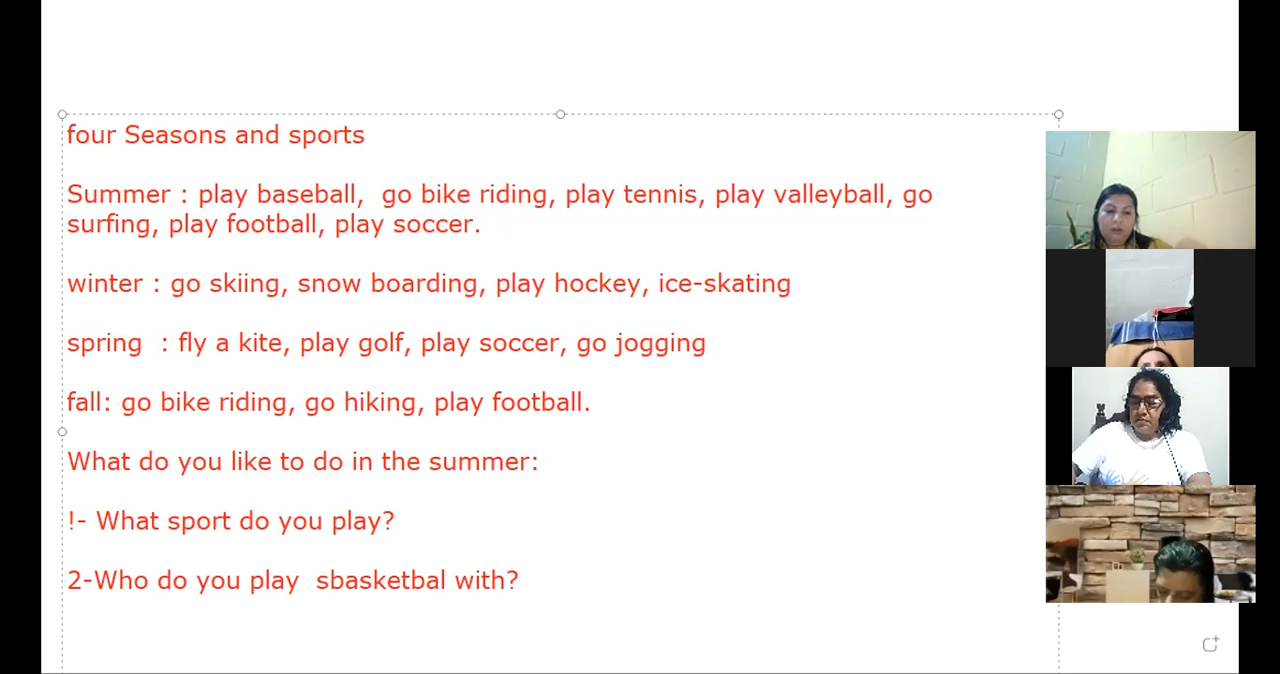 four Seasons and sports
Summer : play baseball,  go bike riding, play tennis, play valleyball, go
surfing, play football, play soccer.
winter : go skiing, snow boarding, play hockey, ice-skating
spring  : fly a kite, play golf, play soccer, go jogging
fall: go bike riding, go hiking, play football.
What do you like to do in the summer:
!- What sport do you play?
2-Who do you play  sbasketbal with?